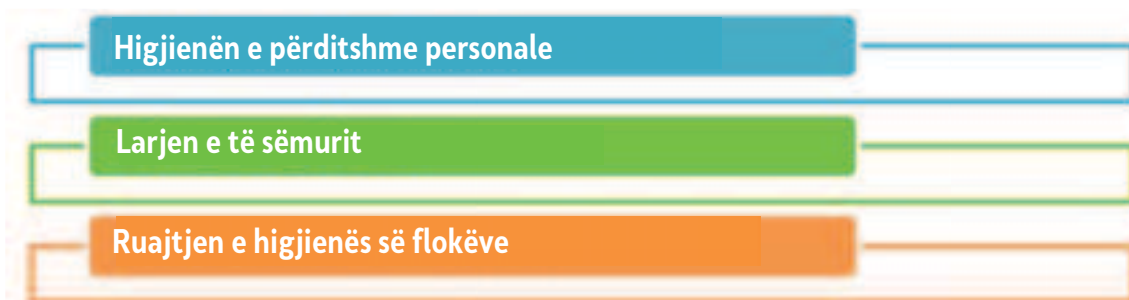 Higjienën e përditshme personale
Larjen e të sëmurit
Ruajtjen e higjienës së flokëve